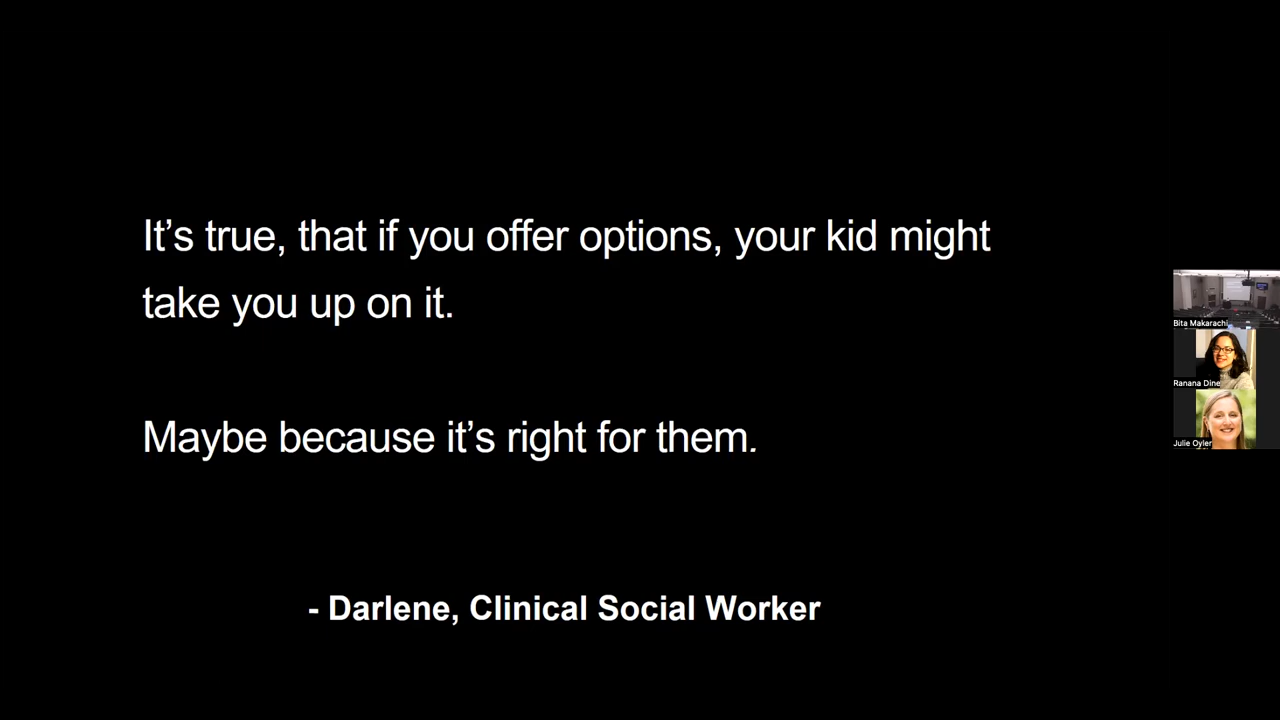 It's true, that if you offer options, your kid might
take you up on it.
Maybe because it's right for them.
- Darlene, Clinical Social Worker
Bita Makarachi
Ranana Dine
Julie Oyler